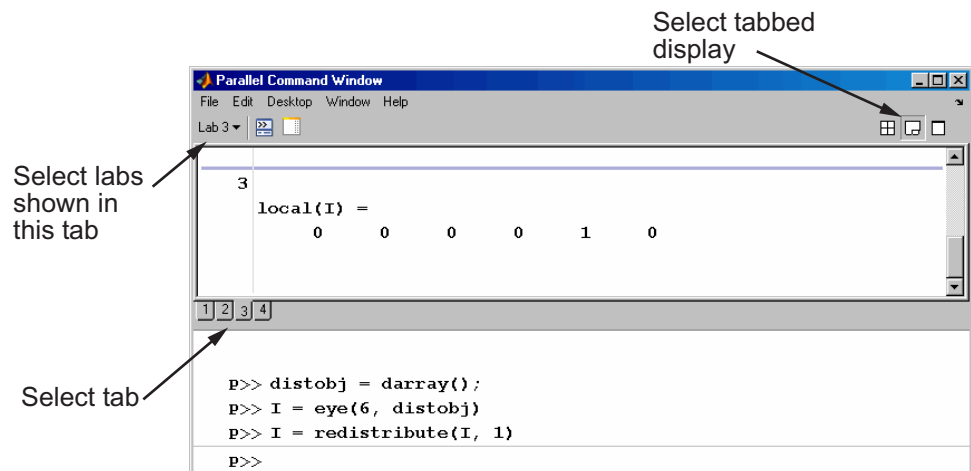 Select tabbed
display
Parallel Command Window
File Edit Desktop Window Help
Lab 3
Select labs
shown in
this tab
3
local(I) =
0 0 0 0 1 0
1 2 3 4
Select tab
P>> distobj = darray();
P>> I = eye(6, distobj)
P>> I = redistribute(I, 1)
P>>